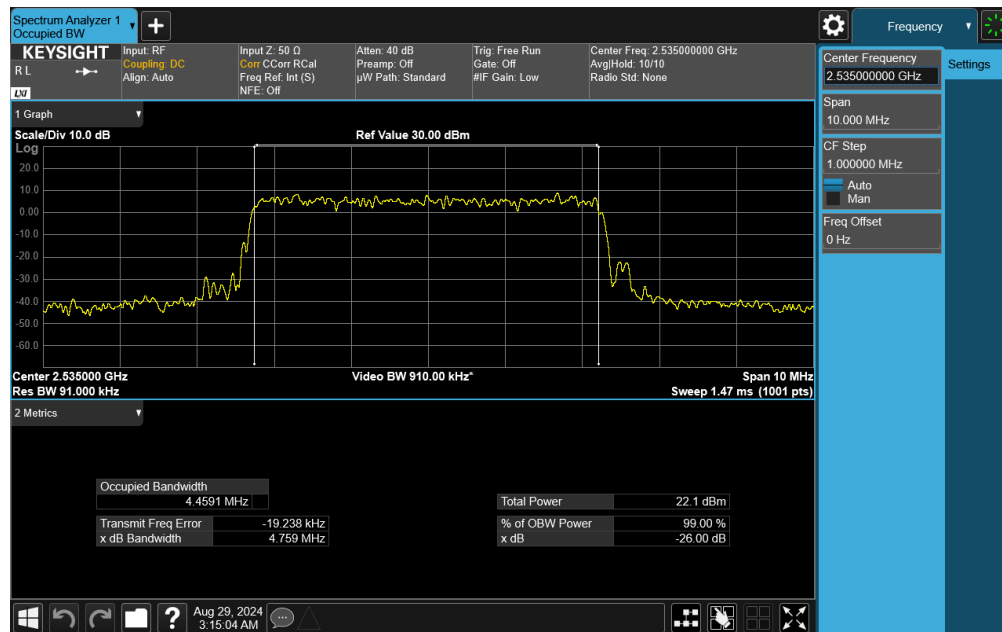 Spectrum Analyzer 1
Occupied BW
Frequency
KEYSIGHT
R L
LXI
Input: RF
Coupling: DC
Align: Auto
Input Z: 50 Ω
Corr CCorr RCal
Freq Ref: Int (S)
NFE: Off
Atten: 40 dB
Preamp: Off
µW Path: Standard
Trig: Free Run
Gate: Off
#IF Gain: Low
Center Freq: 2.535000000 GHz
Avg|Hold: 10/10
Radio Std: None
Center Frequency
2.535000000 GHz
Settings
Span
10.000 MHz
CF Step
1.000000 MHz
Auto
Man
Freq Offset
0 Hz
1 Graph
Scale/Div 10.0 dB
Ref Value 30.00 dBm
Log
20.0
10.0
0.00
-10.0
-20.0
-30.0
-40.0
-50.0
-60.0
Center 2.535000 GHz
Video BW 910.00 kHz*
Span 10 MHz
Res BW 91.000 kHz
Sweep 1.47 ms (1001 pts)
2 Metrics
Occupied Bandwidth
4.4591 MHz
Total Power 22.1 dBm
Transmit Freq Error -19.238 kHz
% of OBW Power 99.00 %
x dB Bandwidth 4.759 MHz
x dB -26.00 dB
Aug 29, 2024
3:15:04 AM